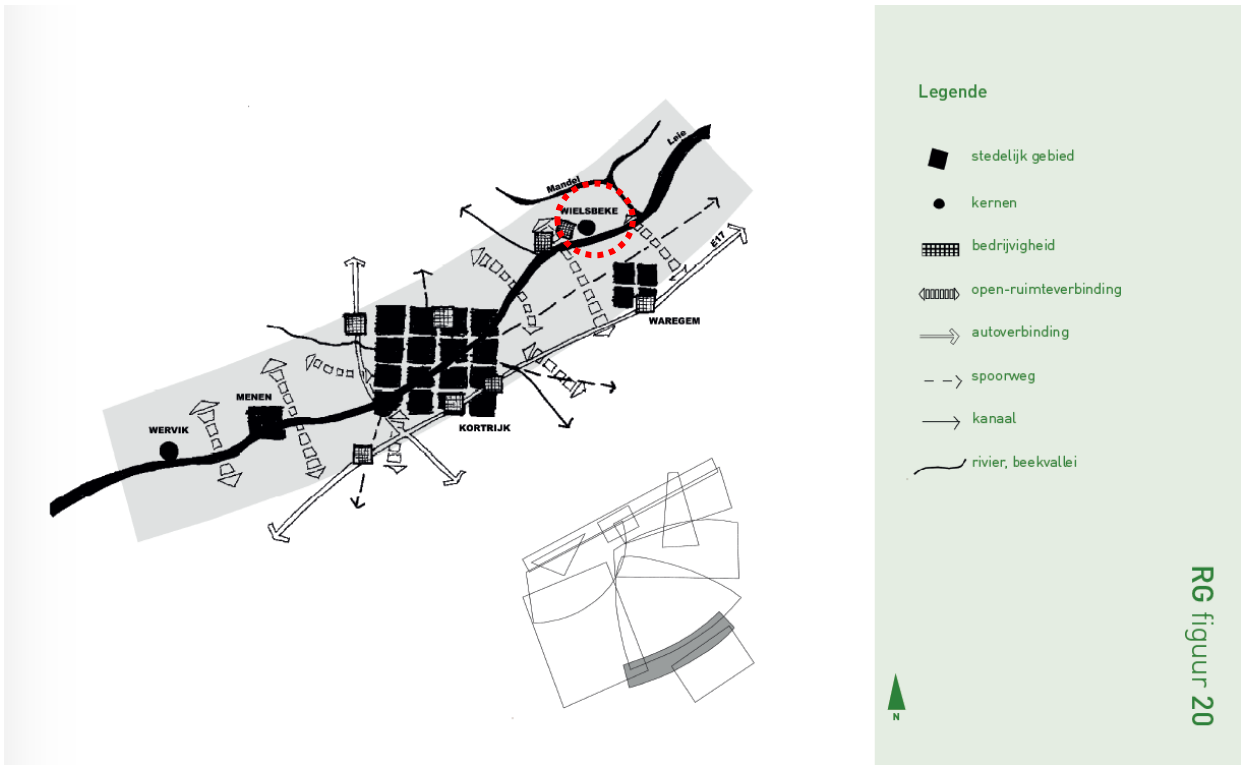 Leie
Mandel
WIELSBEKE
E17
WAREGEM
MENEN
WERVIK
KORTRIJK
Legende
stedelijk gebied
kernen
bedrijvigheid
open-ruimteverbinding
autoverbinding
spoorweg
kanaal
rivier, beekvallei
N
RG figuur 20